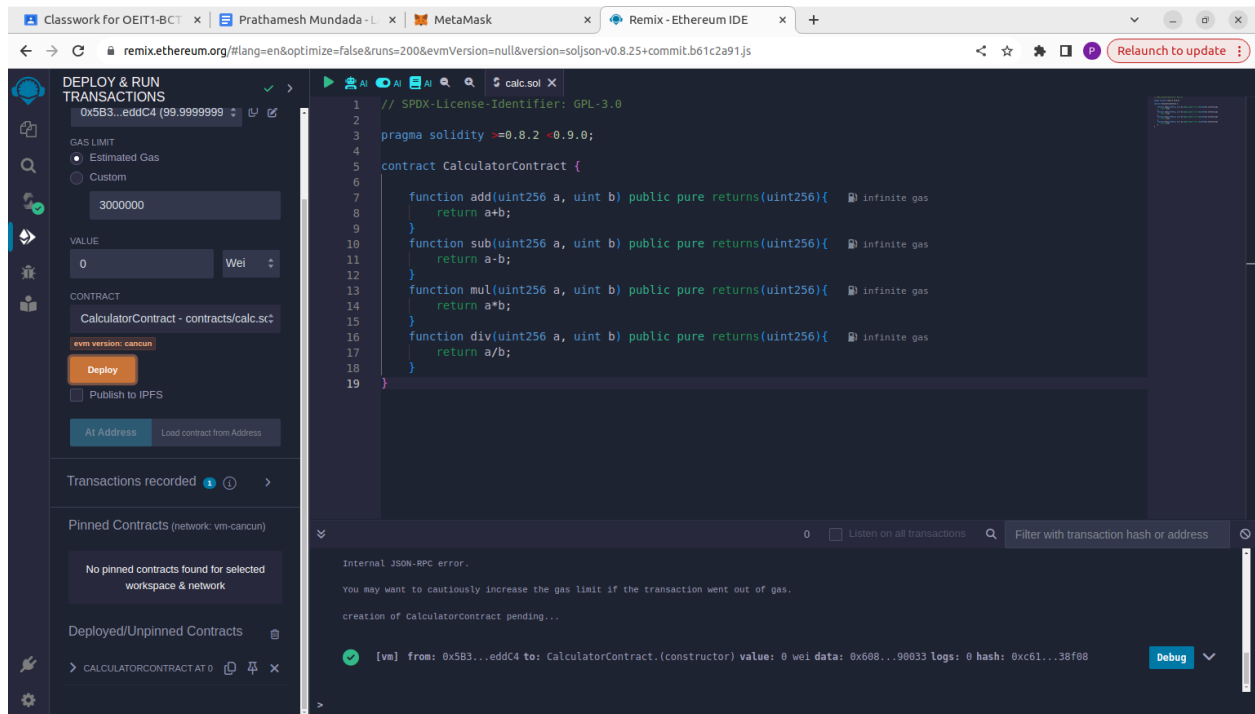 Classwork for OEIT1-BCT
Prathamesh Mundada - L
MetaMask
Remix - Ethereum IDE
remix.ethereum.org/#lang=en&optimize=false&runs=200&evmVersion=null&version=soljson-v0.8.25+commit.b61c2a91.js
P
Relaunch to update
DEPLOY & RUN
TRANSACTIONS
0x5B3...eddC4 (99.9999999
GAS LIMIT
Estimated Gas
Custom
3000000
VALUE
0
Wei
CONTRACT
CalculatorContract - contracts/calc.sc
evm version: cancun
Deploy
Publish to IPFS
At Address
Load contract from Address
Transactions recorded 1 i
Pinned Contracts (network: vm-cancun)
No pinned contracts found for selected
workspace & network
Deployed/Unpinned Contracts
CALCULATORCONTRACT AT 0
AI AI AI calc.sol
1 // SPDX-License-Identifier: GPL-3.0
2
3 pragma solidity >=0.8.2 <0.9.0;
4
5 contract CalculatorContract {
6
7 function add(uint256 a, uint b) public pure returns(uint256){ infinite gas
8 return a+b;
9 }
10 function sub(uint256 a, uint b) public pure returns(uint256){ infinite gas
11 return a-b;
12 }
13 function mul(uint256 a, uint b) public pure returns(uint256){ infinite gas
14 return a*b;
15 }
16 function div(uint256 a, uint b) public pure returns(uint256){ infinite gas
17 return a/b;
18 }
19 }
0 Listen on all transactions Filter with transaction hash or address
Internal JSON-RPC error.
You may want to cautiously increase the gas limit if the transaction went out of gas.
creation of CalculatorContract pending...
[vm] from: 0x5B3...eddC4 to: CalculatorContract.(constructor) value: 0 wei data: 0x608...90033 logs: 0 hash: 0xc61...38f08
Debug
>